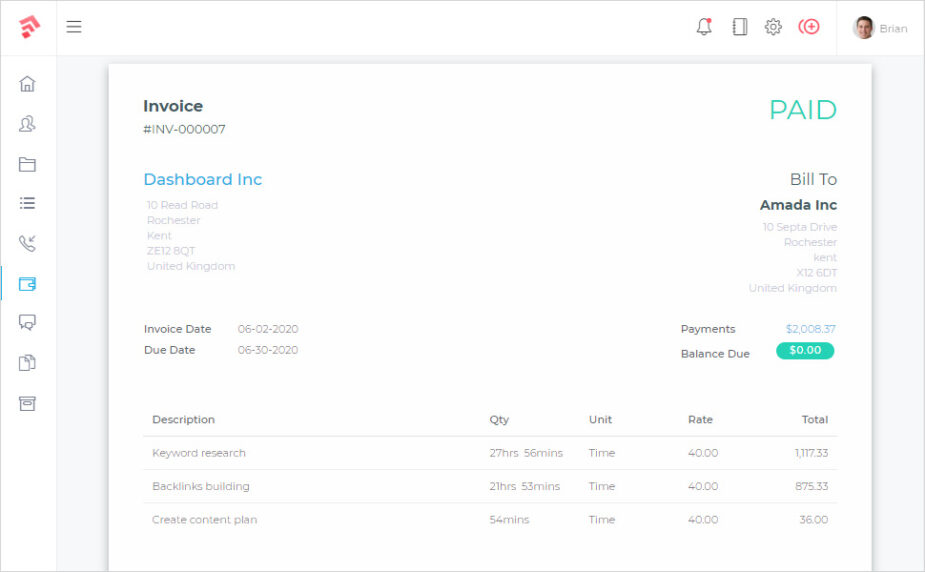 Brian
Invoice
#INV-000007
PAID
Dashboard Inc
10 Read Road
Rochester
Kent
ZE12 8QT
United Kingdom
Bill To
Amada Inc
10 Septa Drive
Rochester
kent
X12 6DT
United Kingdom
Invoice Date 06-02-2020
Due Date 06-30-2020
Payments $2,008.37
Balance Due $0.00
Description Qty Unit Rate Total
Keyword research 27hrs 56mins Time 40.00 1,117.33
Backlinks building 21hrs 53mins Time 40.00 875.33
Create content plan 54mins Time 40.00 36.00